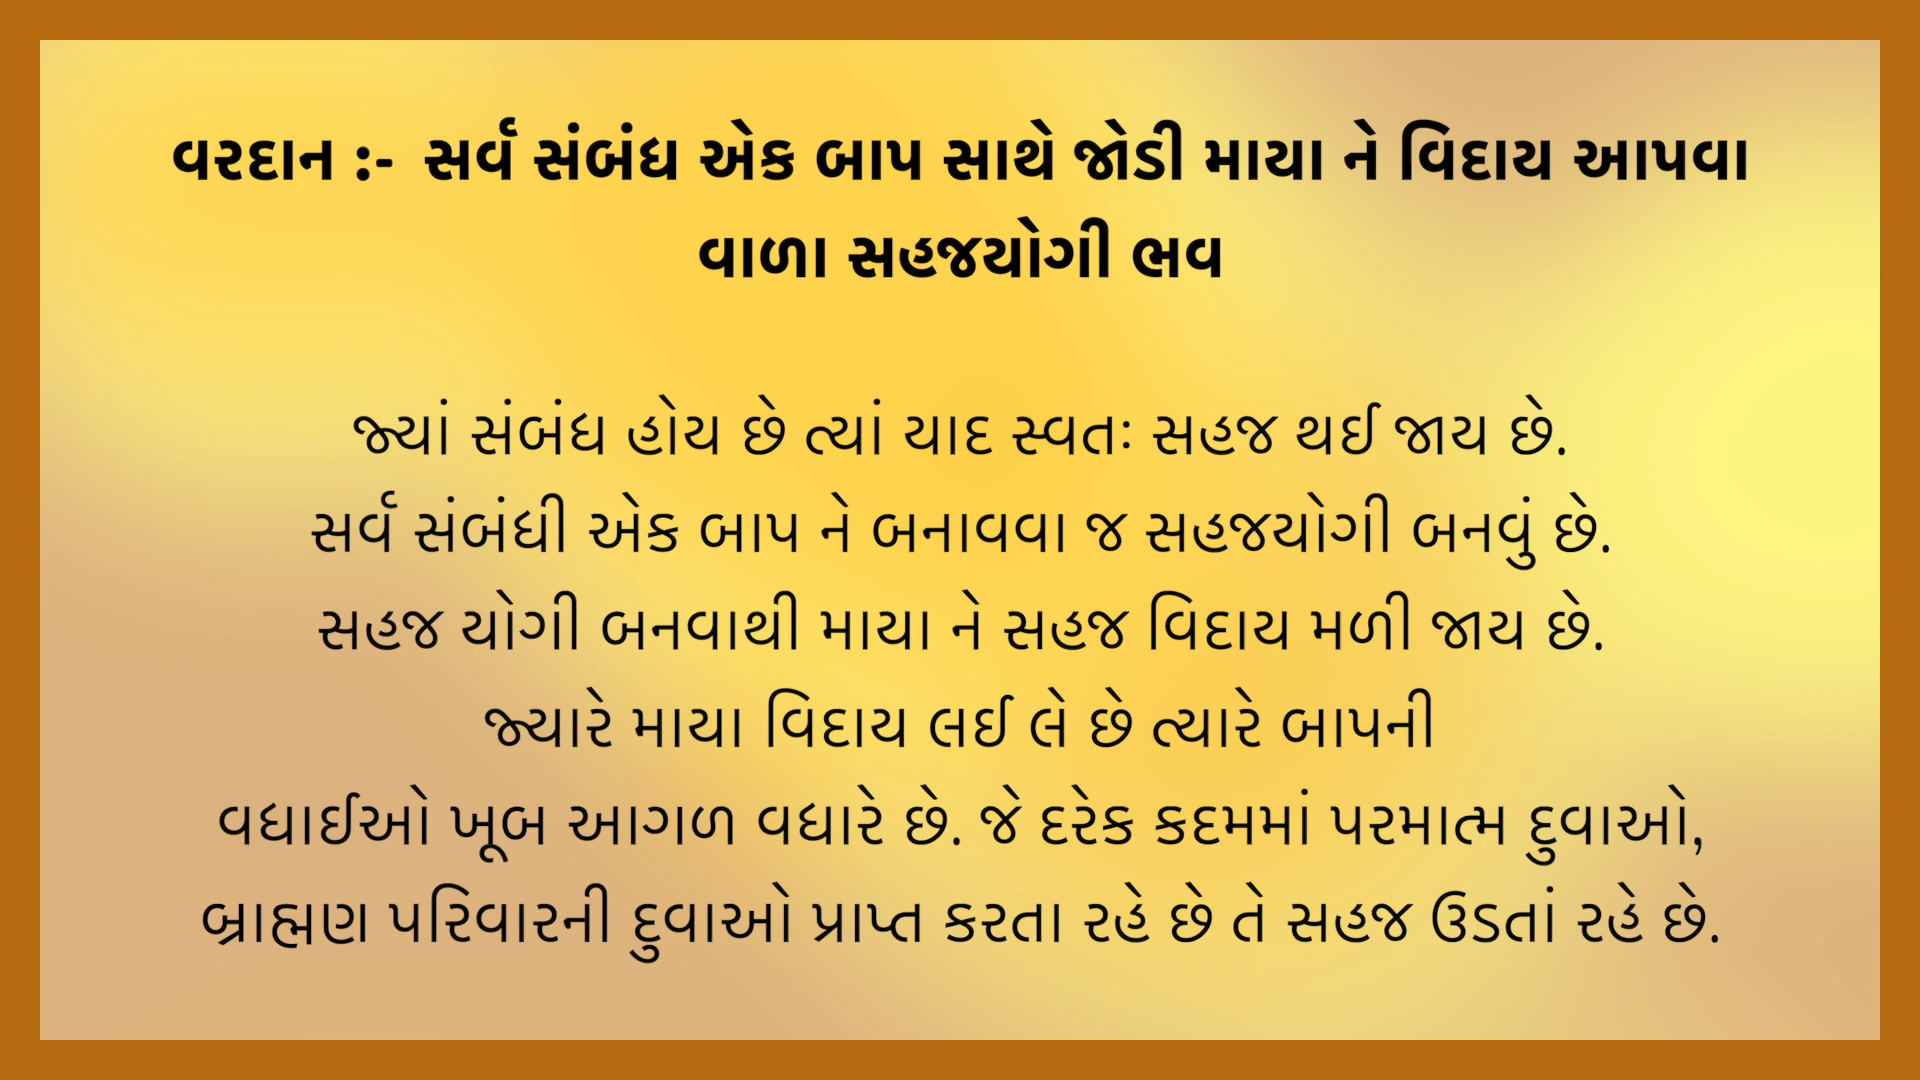 વરદાન :- સર્વં સંબંધ એક બાપ સાથે જોડી માયા ને વિદાય આપવા
વાળા સહજયોગી ભવ
જ્યાં સંબંધ હોય છે ત્યાં યાદ સ્વતઃ સહજ થઈ જાય છે.
સર્વં સંબંધી એક બાપ ને બનાવવા જ સહજયોગી બનવું છે.
સહજ યોગી બનવાથી માયા ને સહજ વિદાય મળી જાય છે.
જ્યારે માયા વિદાય લઈ લે છે ત્યારે બાપની
વધાઈઓ ખૂબ આગળ વધારે છે. જે દરેક કદમમાં પરમાત્મ દુવાઓ,
બ્રાહ્મણ પરિવારની દુવાઓ પ્રાપ્ત કરતા રહે છે તે સહજ ઉડતાં રહે છે.